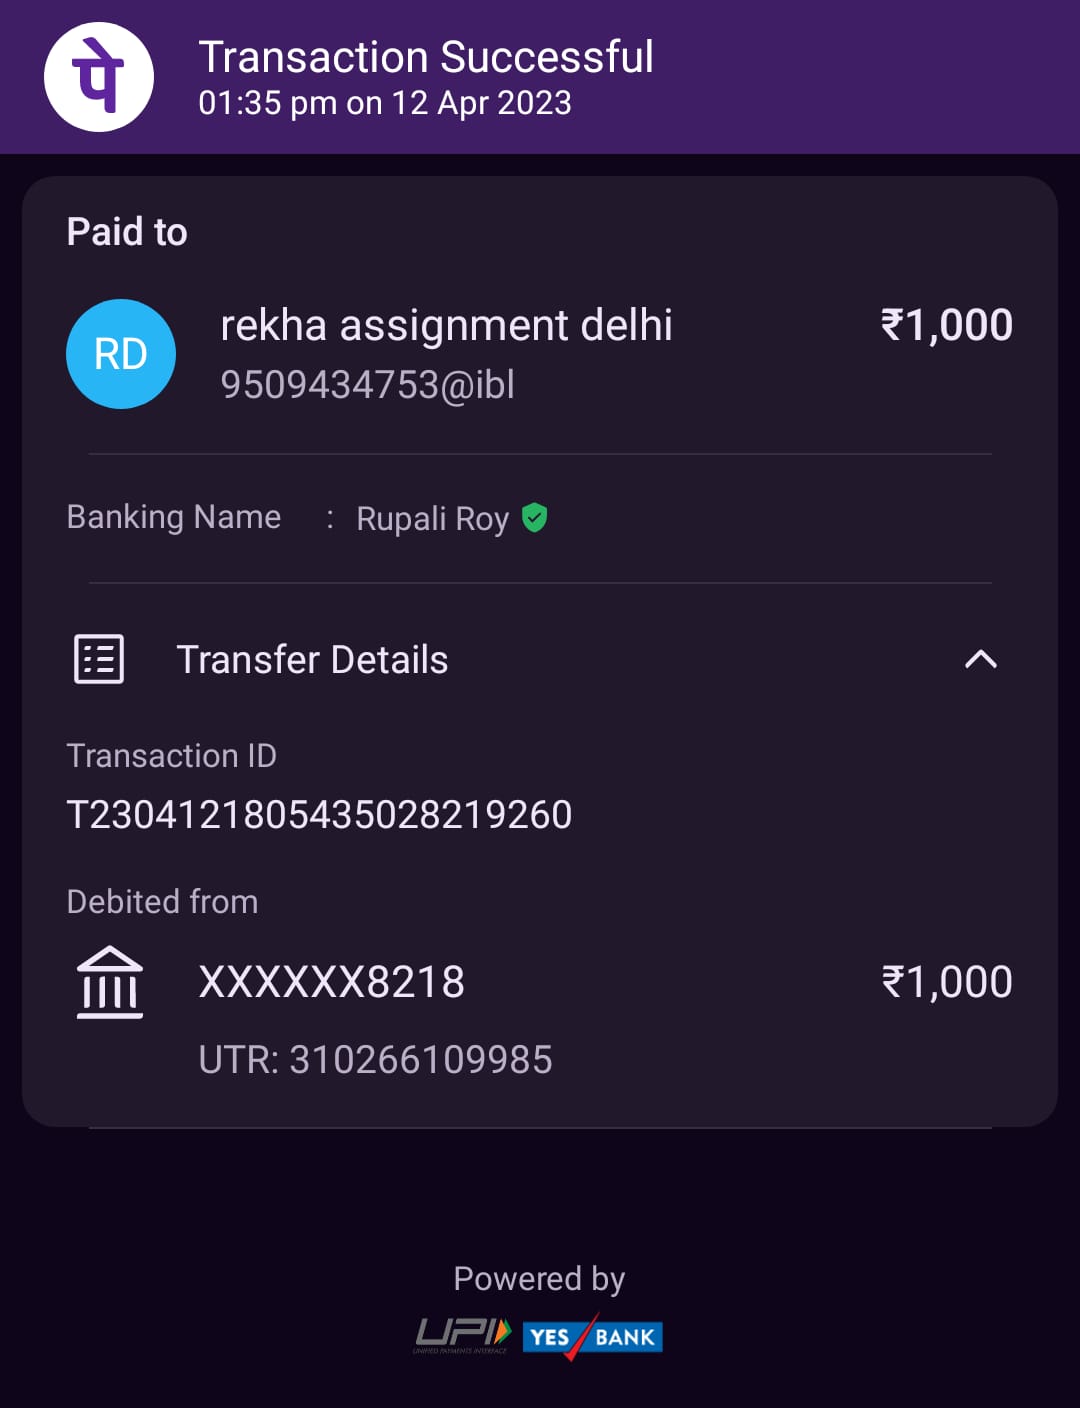 पे
Transaction Successful
01:35 pm on 12 Apr 2023
Paid to
RD
rekha assignment delhi
₹1,000
9509434753@ibl
Banking Name : Rupali Roy
Transfer Details
Transaction ID
T2304121805435028219260
Debited from
XXXXXX8218
₹1,000
UTR: 310266109985
Powered by
UPI
UNIFIED PAYMENTS INTERFACE
YES BANK